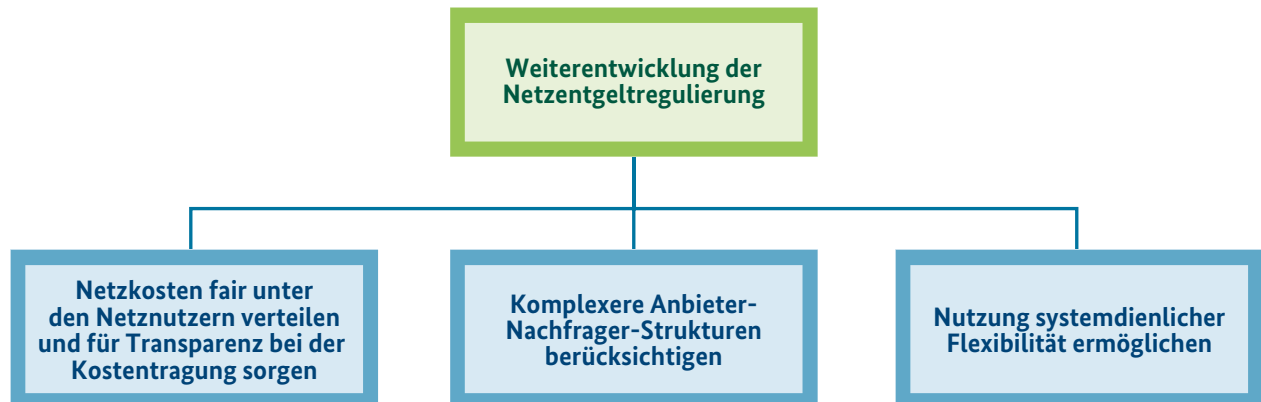 Weiterentwicklung der
Netzentgeltregulierung
Netzkosten fair unter
den Netznutzern verteilen
und für Transparenz bei der
Kostentragung sorgen
Komplexere Anbieter-
Nachfrager-Strukturen
berücksichtigen
Nutzung systemdienlicher
Flexibilität ermöglichen